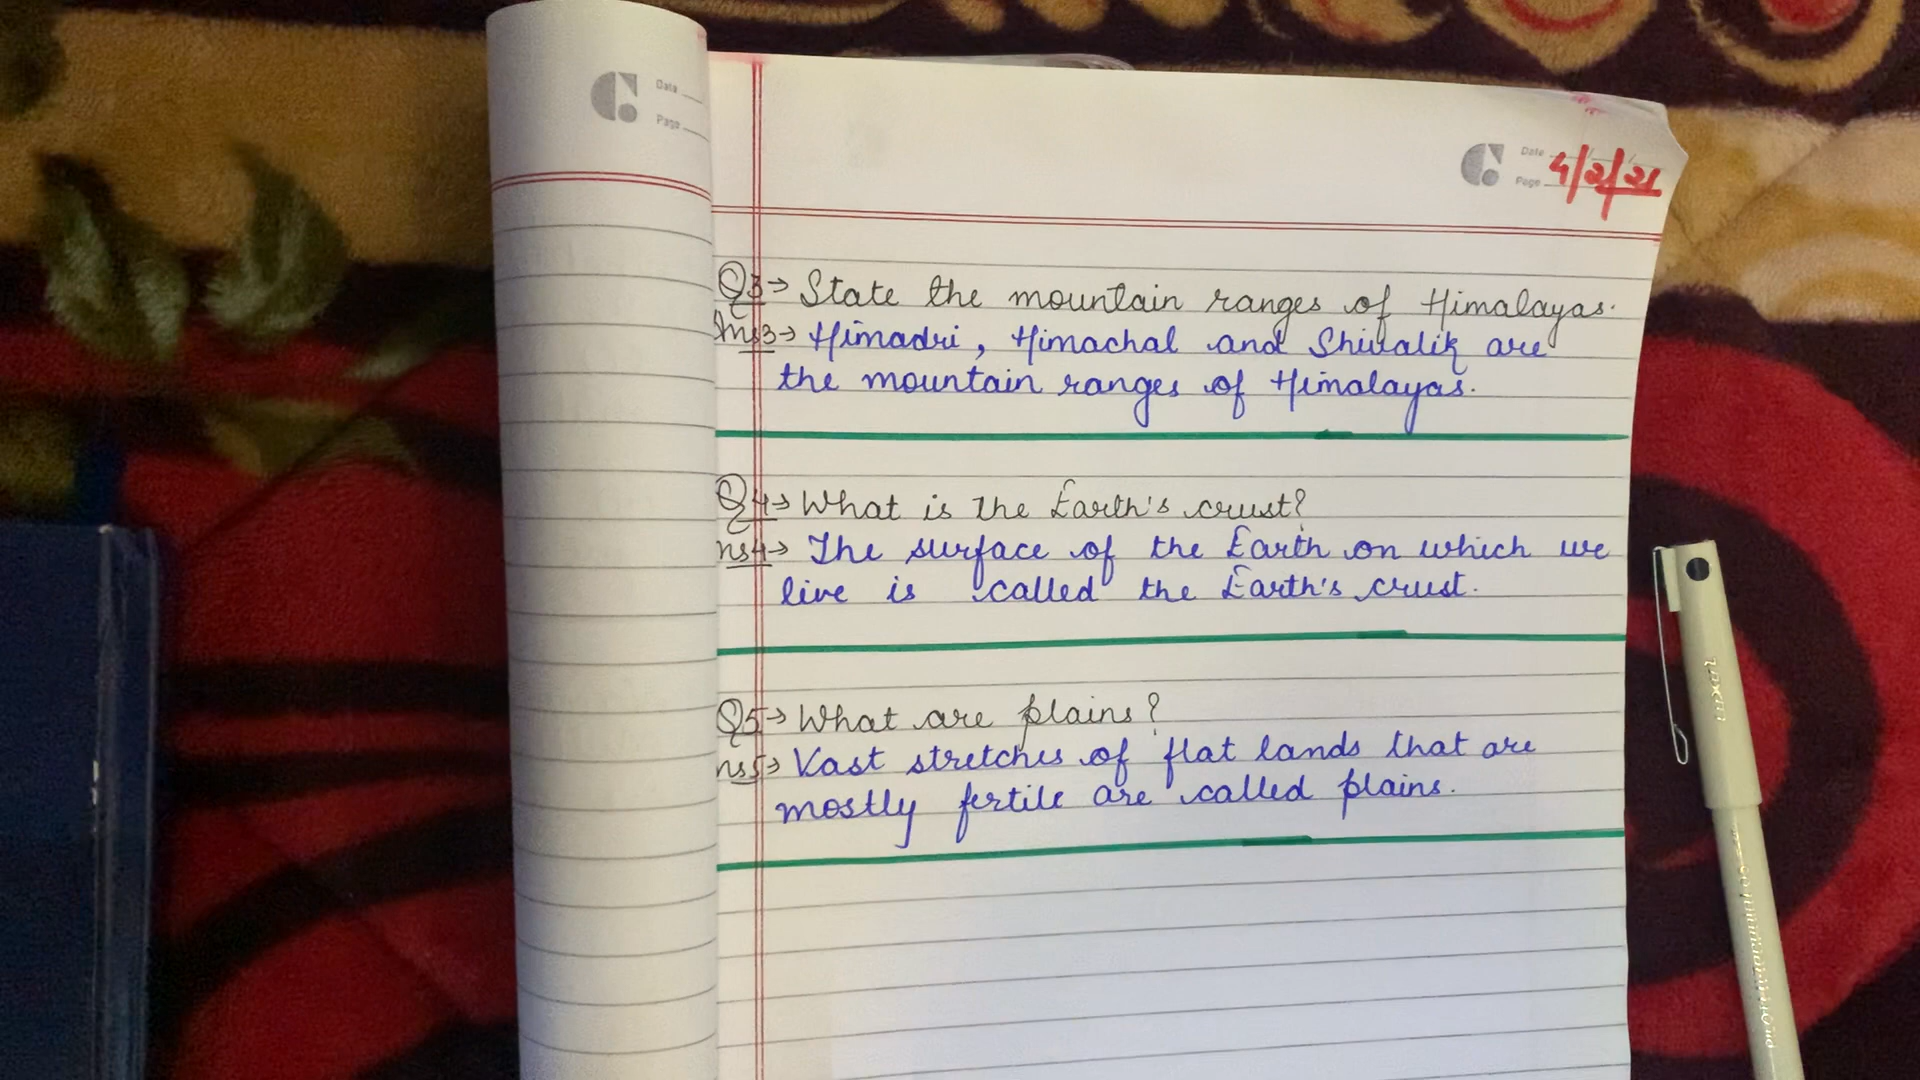 Date
Page
Date 4/2/21
Page
Q3→ State the mountain ranges of Himalayas.
Ans3→ Himadri, Himachal and Shivalik are
the mountain ranges of Himalayas.
Q4→ What is the Earth's crust?
ns4→ The surface of the Earth on which we
live is called the Earth's crust.
Q5→ What are plains?
ns5→ Vast stretches of flat lands that are
mostly fertile are called plains.